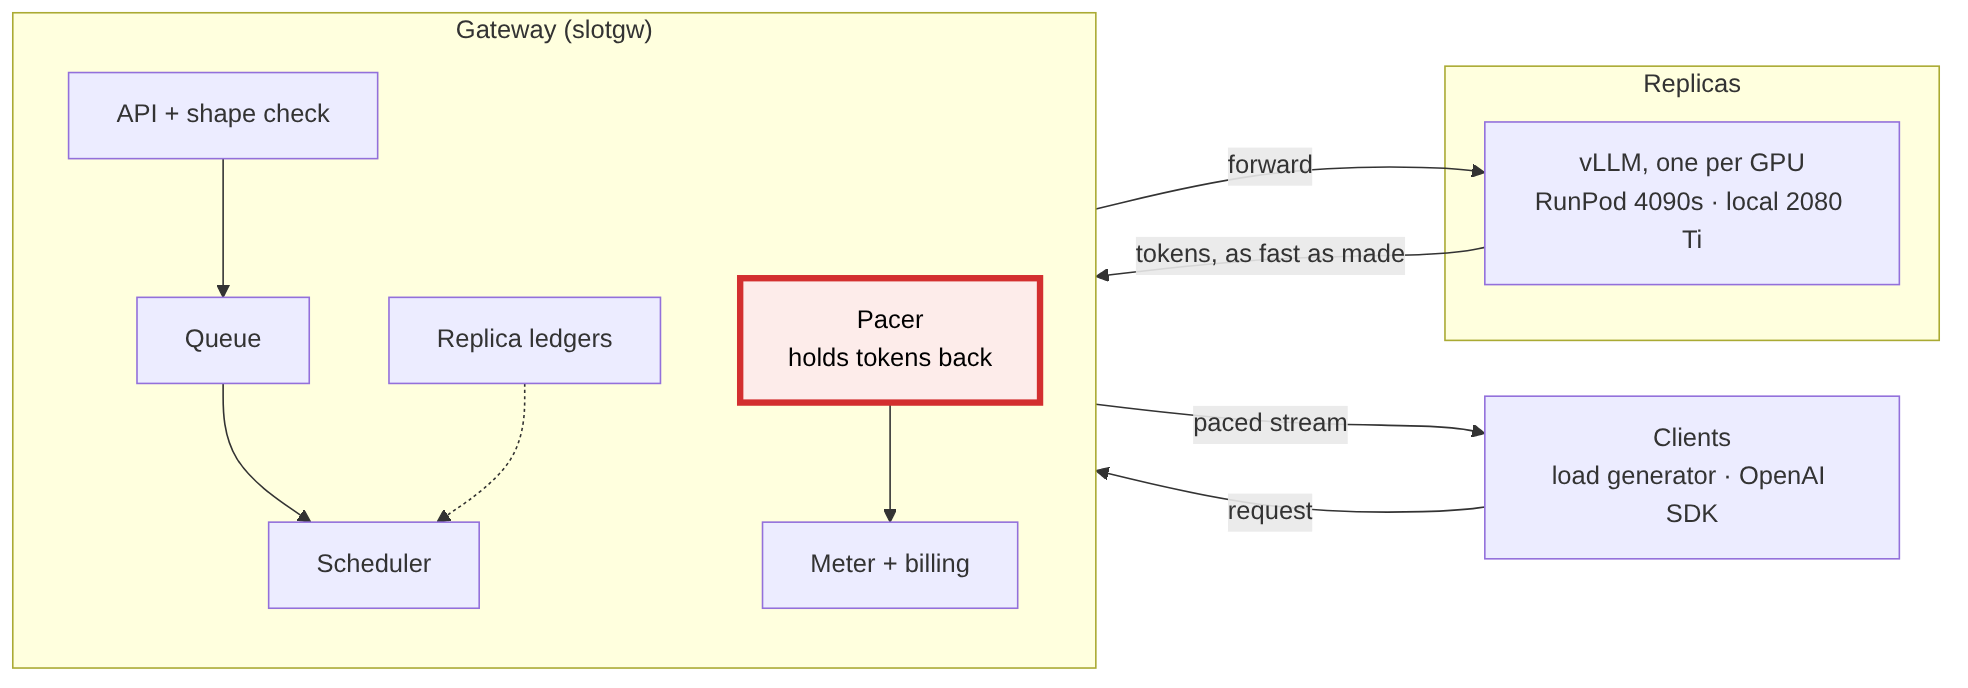 Gateway (slotgw)
API + shape check
Queue
Replica ledgers
Pacer
holds tokens back
Scheduler
Meter + billing
forward
tokens, as fast as made
paced stream
request
Replicas
vLLM, one per GPU
RunPod 4090s · local 2080
Ti
Clients
load generator · OpenAI
SDK